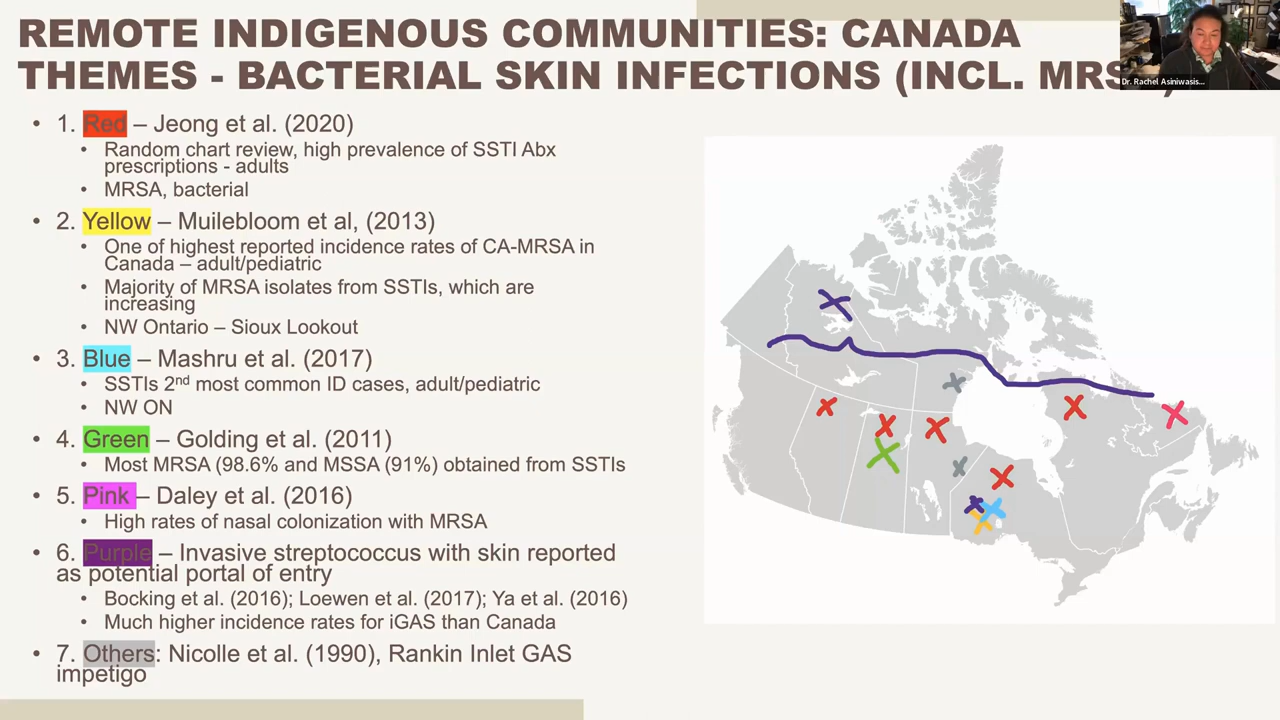 REMOTE INDIGENOUS COMMUNITIES: CANADA
THEMES - BACTERIAL SKIN INFECTIONS (INCL.
Dr. Rachel Asiniwasis...
• 1. Red – Jeong et al. (2020)
• Random chart review, high prevalence of SSTI Abx
prescriptions - adults
• MRSA, bacterial
• 2. Yellow – Muilebloom et al, (2013)
• One of highest reported incidence rates of CA-MRSA in
Canada – adult/pediatric
• Majority of MRSA isolates from SSTIs, which are
increasing
• NW Ontario – Sioux Lookout
• 3. Blue – Mashru et al. (2017)
• SSTIs 2nd most common ID cases, adult/pediatric
• NW ON
• 4. Green – Golding et al. (2011)
• Most MRSA (98.6% and MSSA (91%) obtained from SSTIs
• 5. Pink – Daley et al. (2016)
• High rates of nasal colonization with MRSA
• 6. Purple – Invasive streptococcus with skin reported
as potential portal of entry
• Bocking et al. (2016); Loewen et al. (2017); Ya et al. (2016)
• Much higher incidence rates for iGAS than Canada
• 7. Others: Nicolle et al. (1990), Rankin Inlet GAS
impetigo